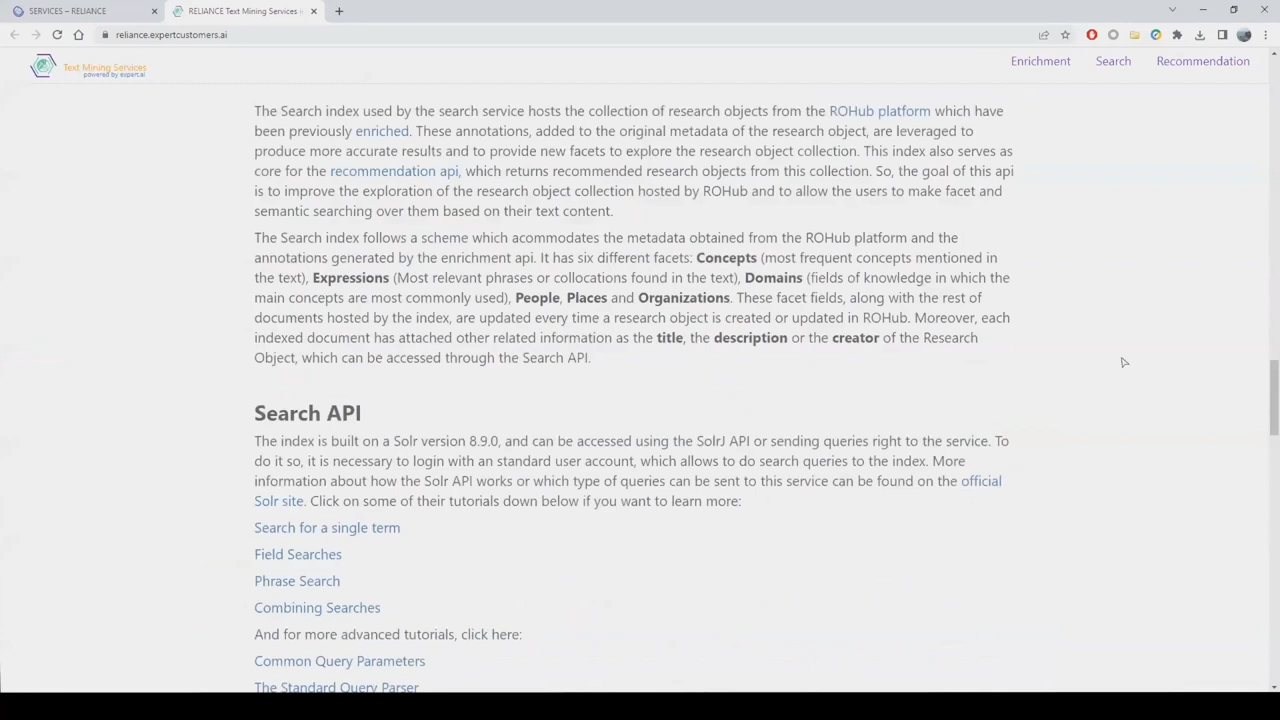 SERVICES – RELIANCE
RELIANCE Text Mining Services
reliance.expertcustomers.ai
Text Mining Services
powered by expert.ai
Enrichment
Search
Recommendation
The Search index used by the search service hosts the collection of research objects from the ROHub platform which have
been previously enriched. These annotations, added to the original metadata of the research object, are leveraged to
produce more accurate results and to provide new facets to explore the research object collection. This index also serves as
core for the recommendation api, which returns recommended research objects from this collection. So, the goal of this api
is to improve the exploration of the research object collection hosted by ROHub and to allow the users to make facet and
semantic searching over them based on their text content.
The Search index follows a scheme which acommodates the metadata obtained from the ROHub platform and the
annotations generated by the enrichment api. It has six different facets: Concepts (most frequent concepts mentioned in
the text), Expressions (Most relevant phrases or collocations found in the text), Domains (fields of knowledge in which the
main concepts are most commonly used), People, Places and Organizations. These facet fields, along with the rest of
documents hosted by the index, are updated every time a research object is created or updated in ROHub. Moreover, each
indexed document has attached other related information as the title, the description or the creator of the Research
Object, which can be accessed through the Search API.
Search API
The index is built on a Solr version 8.9.0, and can be accessed using the SolrJ API or sending queries right to the service. To
do it so, it is necessary to login with an standard user account, which allows to do search queries to the index. More
information about how the Solr API works or which type of queries can be sent to this service can be found on the official
Solr site. Click on some of their tutorials down below if you want to learn more:
Search for a single term
Field Searches
Phrase Search
Combining Searches
And for more advanced tutorials, click here:
Common Query Parameters
The Standard Query Parser